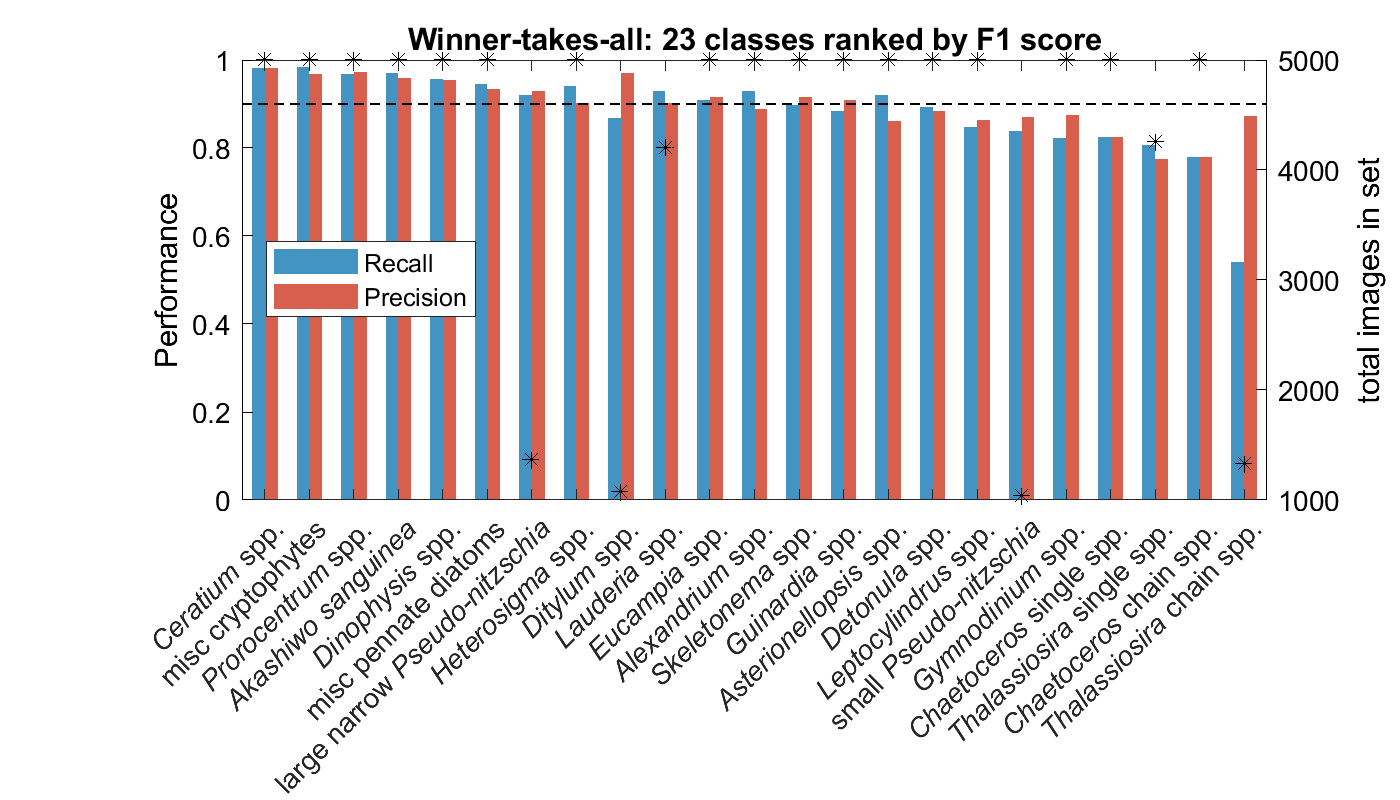 Winner-takes-all: 23 classes ranked by F1 score
1
0.8
0.6
0.4
0.2
0
Performance
Recall
Precision
5000
4000
3000
2000
1000
total images in set
Ceratium spp.
misc cryptophytes
Prorocentrum spp.
Akashiwo sanguinea
Dinophysis spp.
misc pennate diatoms
large narrow Pseudo-nitzschia
Heterosigma spp.
Ditylum spp.
Lauderia spp.
Eucampia spp.
Alexandrium spp.
Skeletonema spp.
Guinardia spp.
Asterionellopsis spp.
Detonula spp.
Leptocylindrus spp.
small Pseudo-nitzschia
Gymnodinium spp.
Chaetoceros single spp.
Thalassiosira single spp.
Chaetoceros chain spp.
Thalassiosira chain spp.